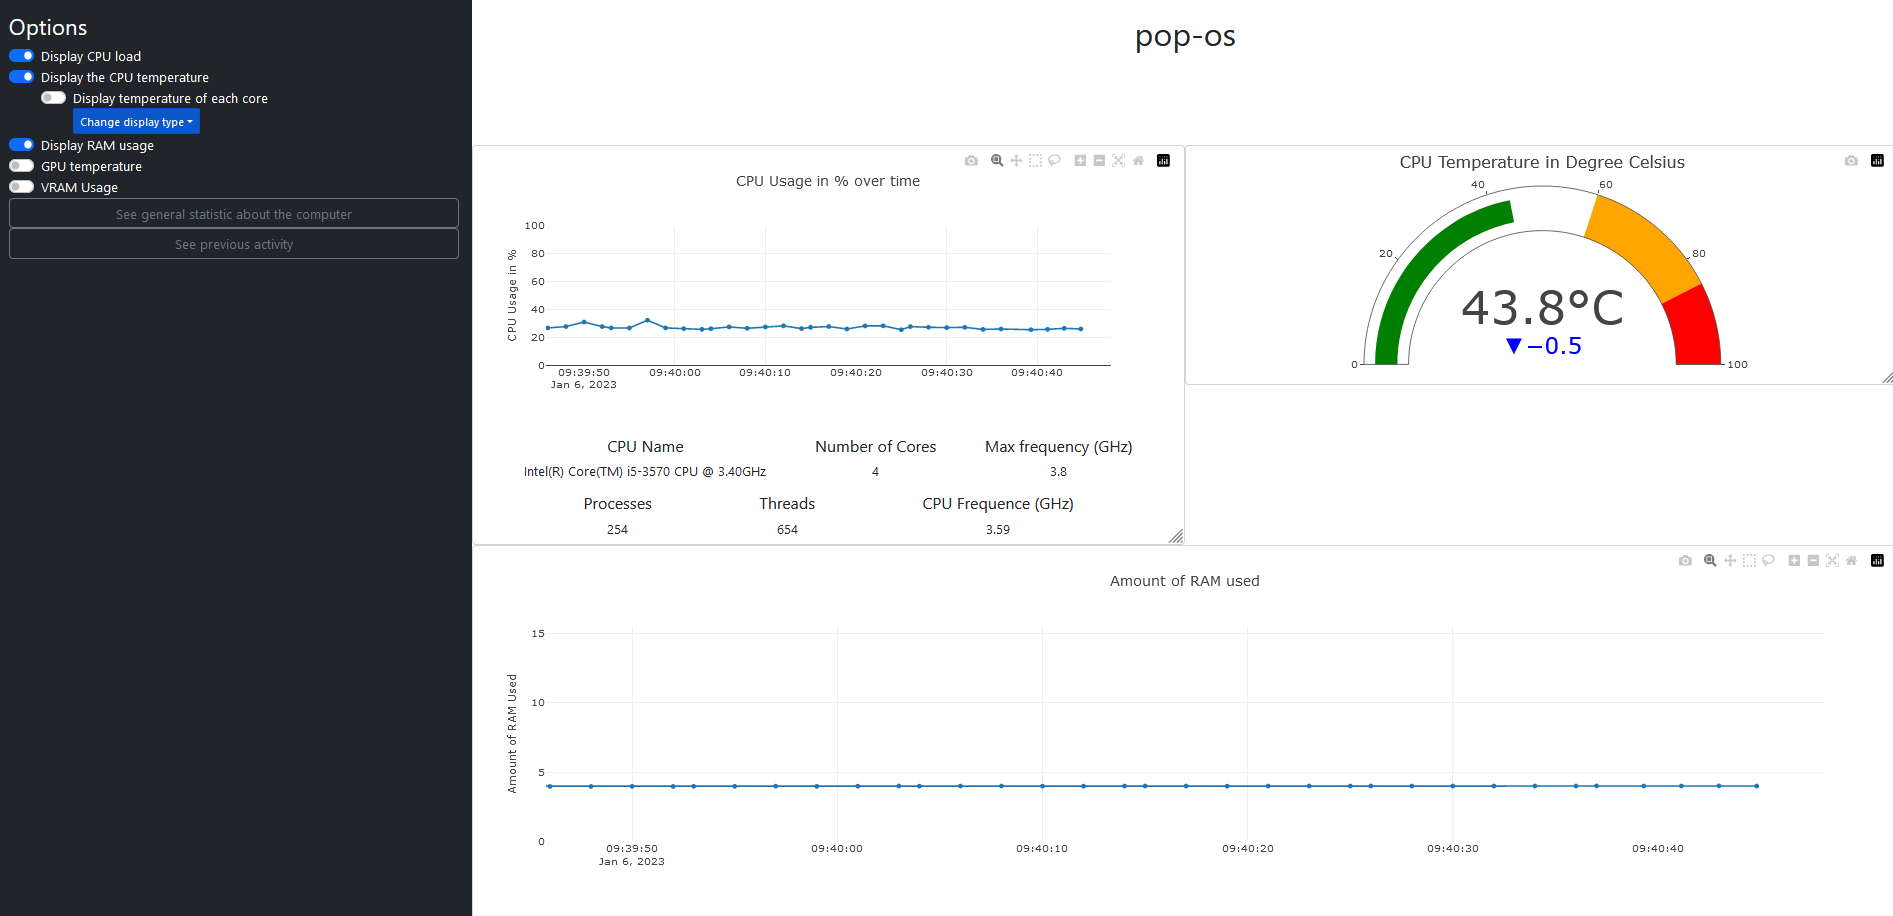 Options
Display CPU load
Display the CPU temperature
Display temperature of each core
Change display type
Display RAM usage
GPU temperature
VRAM Usage
See general statistic about the computer
See previous activity
pop-os
CPU Usage in % over time
CPU Usage in %
100
80
60
40
20
0
09:39:50 09:40:00 09:40:10 09:40:20 09:40:30 09:40:40
Jan 6, 2023
CPU Name Number of Cores Max frequency (GHz)
Intel(R) Core(TM) i5-3570 CPU @ 3.40GHz 4 3.8
Processes Threads CPU Frequence (GHz)
254 654 3.59
CPU Temperature in Degree Celsius
0
20
40
60
80
100
43.8°C
▼−0.5
Amount of RAM used
Amount of RAM Used
15
10
5
0
09:39:50 09:40:00 09:40:10 09:40:20 09:40:30 09:40:40
Jan 6, 2023